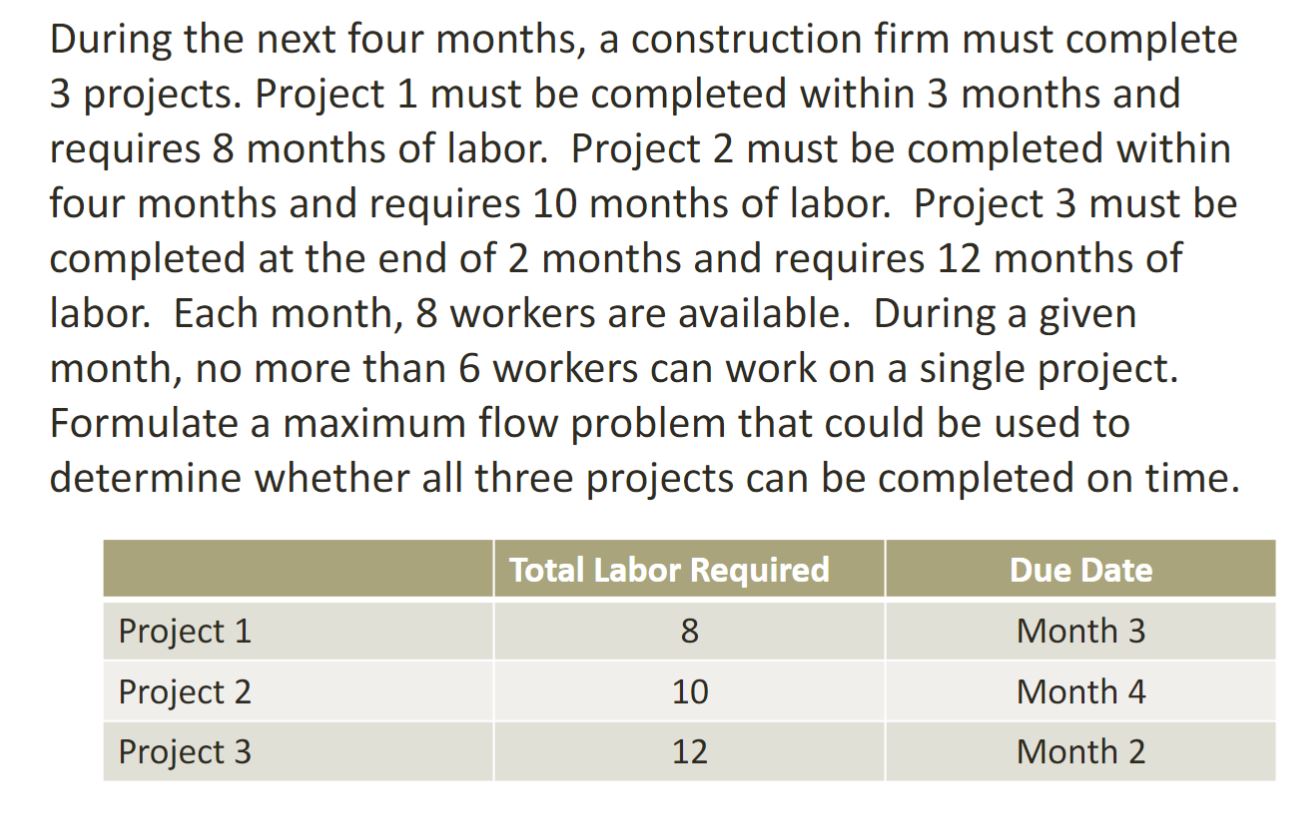 During the next four months, a construction firm must complete
3 projects. Project 1 must be completed within 3 months and
requires 8 months of labor.  Project 2 must be completed within
four months and requires 10 months of labor.  Project 3 must be
completed at the end of 2 months and requires 12 months of
labor.  Each month, 8 workers are available.  During a given
month, no more than 6 workers can work on a single project.
Formulate a maximum flow problem that could be used to
determine whether all three projects can be completed on time.
Total Labor Required Due Date
Project 1 8 Month 3
Project 2 10 Month 4
Project 3 12 Month 2